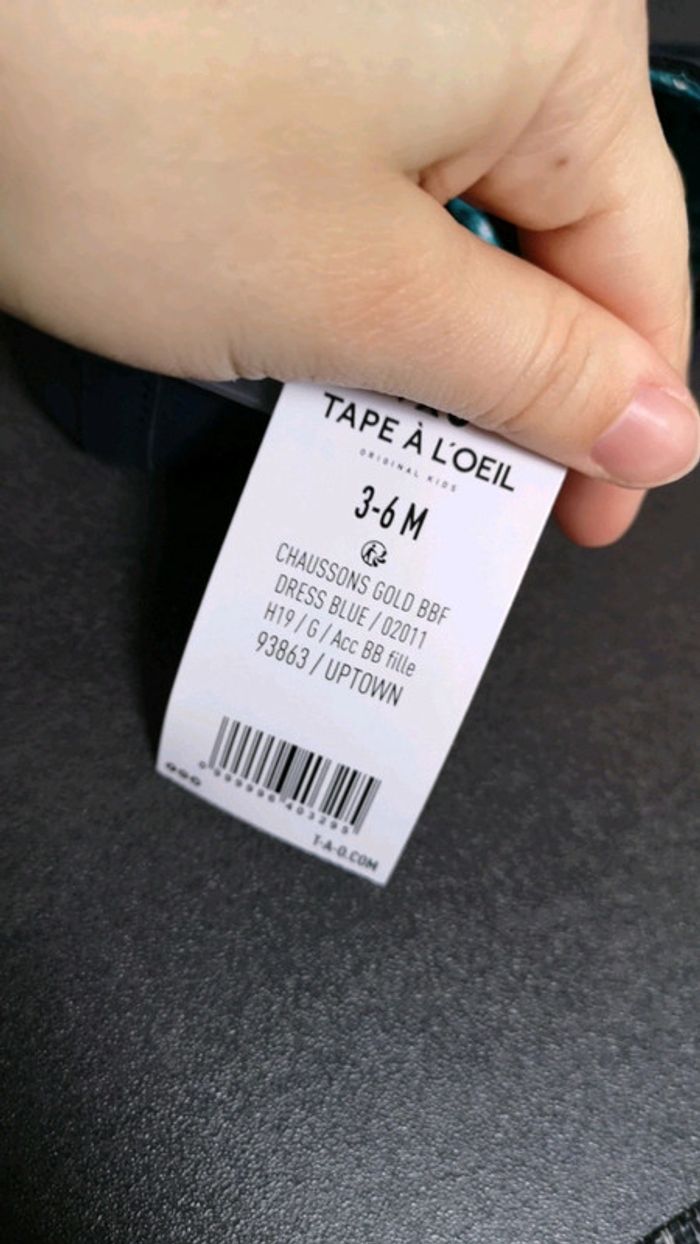 TAPE À L'OEIL
ORIGINAL KIDS
3-6 M
CHAUSSONS GOLD BBF
DRESS BLUE / 02011
H19 / G / Acc BB fille
93863 / UPTOWN
T-A-O.COM